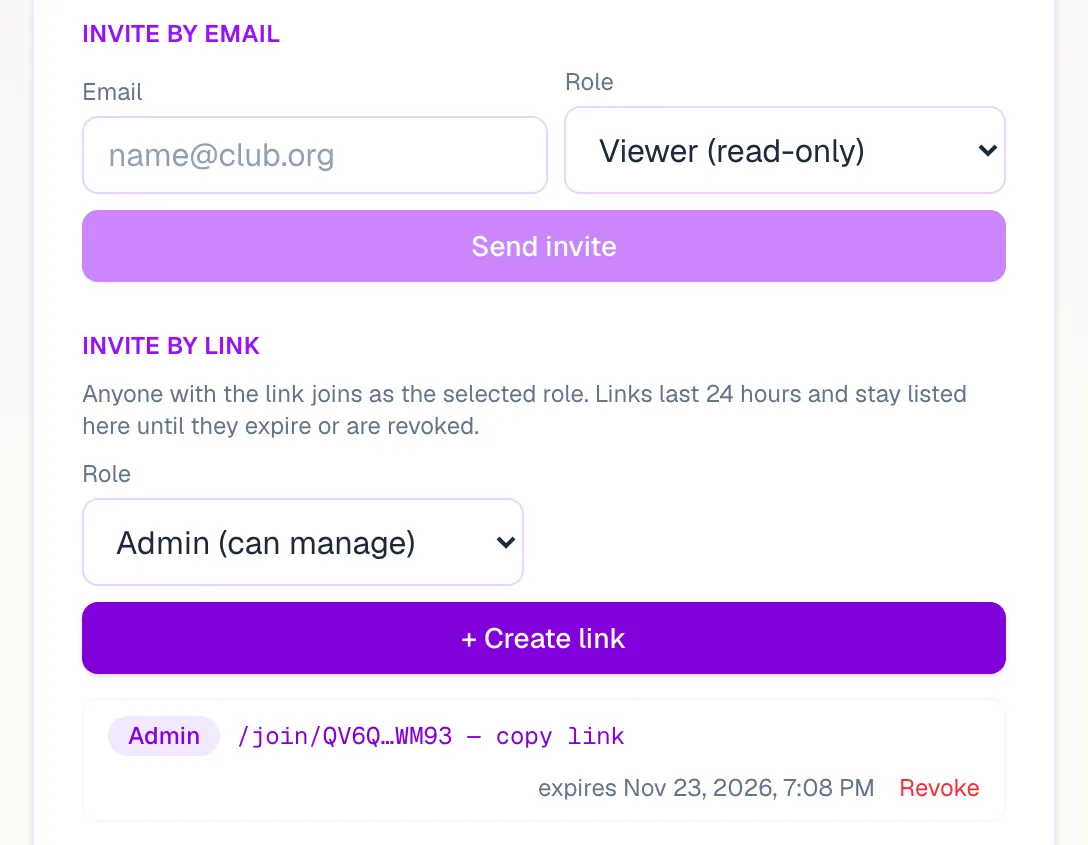 INVITE BY EMAIL
Email
Role
name@club.org
Viewer (read-only)
Send invite
INVITE BY LINK
Anyone with the link joins as the selected role. Links last 24 hours and stay listed
here until they expire or are revoked.
Role
Admin (can manage)
+ Create link
Admin /join/QV6Q…WM93 — copy link
expires Nov 23, 2026, 7:08 PM Revoke